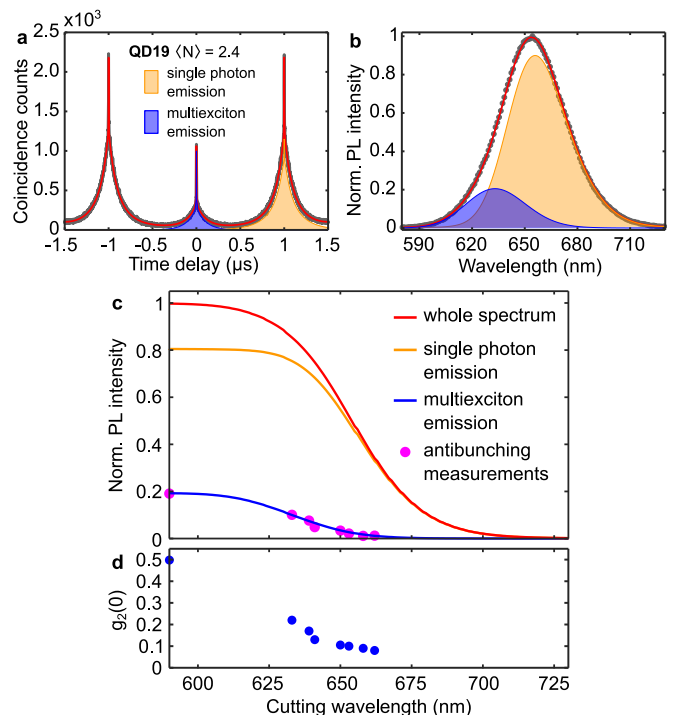 ×10³
2.5
2.0
1.5
1.0
0.5
0
Coincidence counts
a
QD19 ⟨N⟩ = 2.4
single photon
emission
multiexciton
emission
-1.5 -1 -0.5 0 0.5 1 1.5
Time delay (µs)
b
1
0.8
0.6
0.4
0.2
0
Norm. PL intensity
590 620 650 680 710
Wavelength (nm)
c
1
0.8
0.6
0.4
0.2
0
Norm. PL intensity
whole spectrum
single photon
emission
multiexciton
emission
antibunching
measurements
d
0.5
0.4
0.3
0.2
0.1
0
g₂(0)
600 625 650 675 700 725
Cutting wavelength (nm)